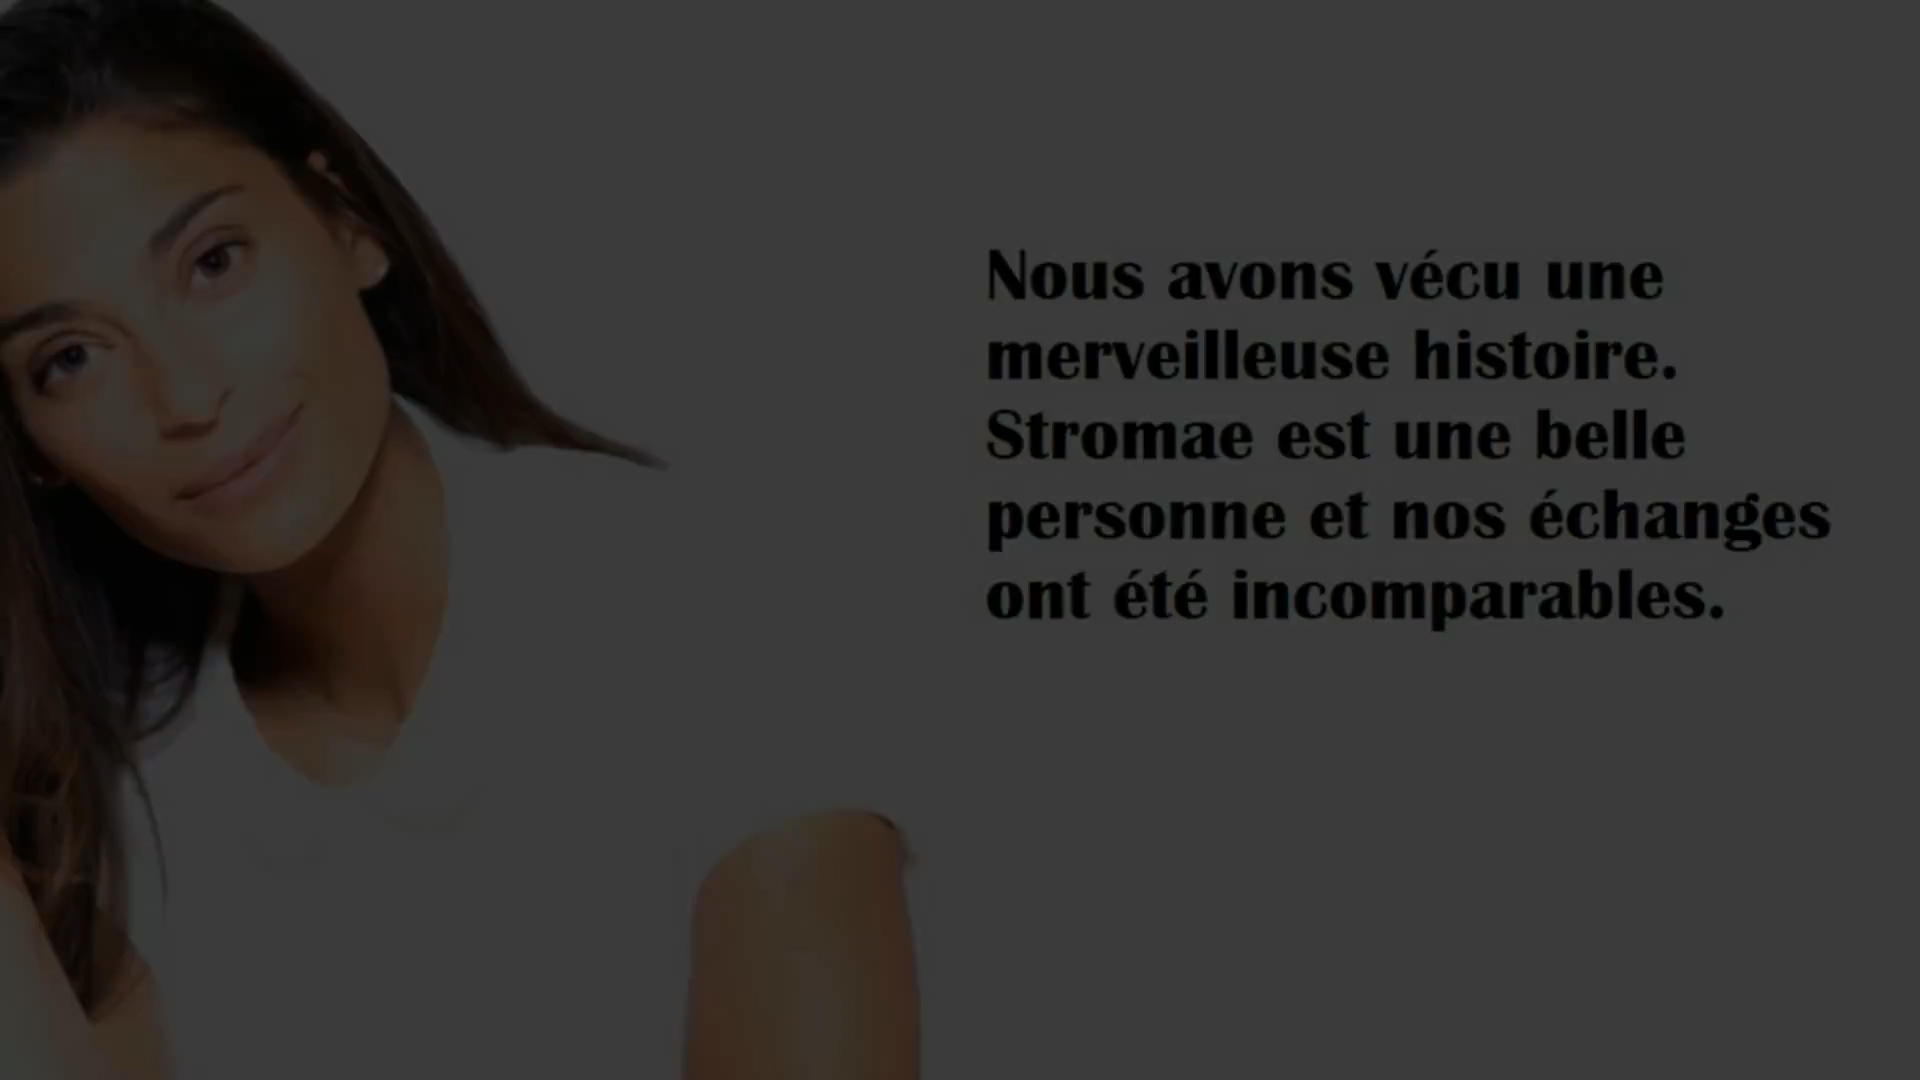 Nous avons vécu une
merveilleuse histoire.
Stromae est une belle
personne et nos échanges
ont été incomparables.